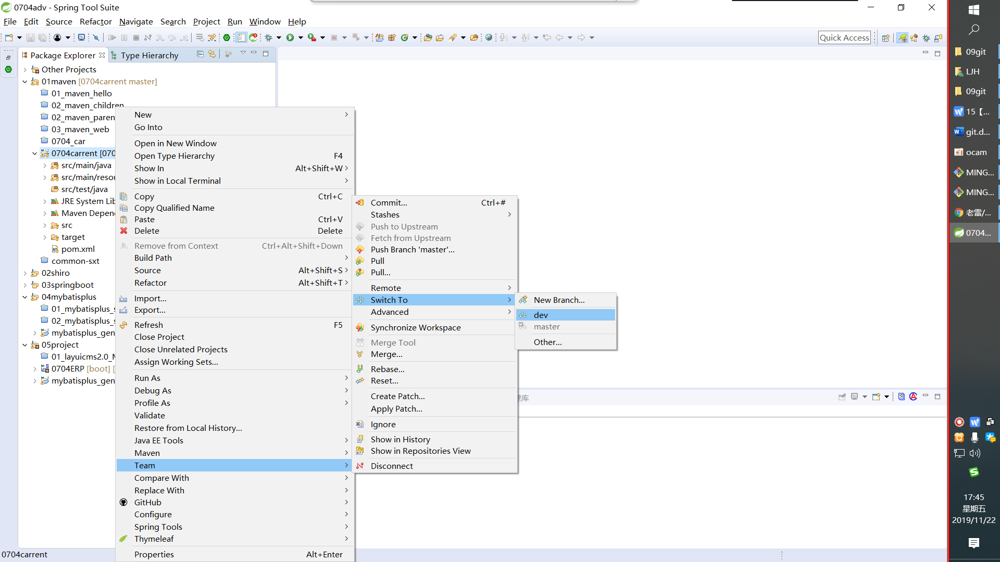 0704adv - Spring Tool Suite
File Edit Source Refactor Navigate Search Project Run Window Help
Quick Access
Package Explorer
Type Hierarchy
Other Projects
01maven [0704carrent master]
01_maven_hello
02_maven_children
02_maven_paren
03_maven_web
0704_car
0704carrent [070
src/main/java
src/main/resou
src/test/java
JRE System Lib
Maven Depen
src
target
pom.xml
common-sxt
02shiro
03springboot
04mybatisplus
01_mybatisplus_s
02_mybatisplus_s
mybatisplus_gen
05project
01_layuicms2.0_
0704ERP [boot] [
mybatisplus_gen
New
Go Into
Open in New Window
Open Type Hierarchy F4
Show In Alt+Shift+W
Show in Local Terminal
Copy Ctrl+C
Copy Qualified Name
Paste Ctrl+V
Delete Delete
Remove from Context Ctrl+Alt+Shift+Down
Build Path
Source Alt+Shift+S
Refactor Alt+Shift+T
Import...
Export...
Refresh F5
Close Project
Close Unrelated Projects
Assign Working Sets...
Run As
Debug As
Profile As
Validate
Restore from Local History...
Java EE Tools
Maven
Team
Compare With
Replace With
GitHub
Configure
Spring Tools
Thymeleaf
Properties Alt+Enter
Commit... Ctrl+#
Stashes
Push to Upstream
Fetch from Upstream
Push Branch 'master'...
Pull
Pull...
Remote
Switch To
Advanced
Synchronize Workspace
Merge Tool
Merge...
Rebase...
Reset...
Create Patch...
Apply Patch...
Ignore
Show in History
Show in Repositories View
Disconnect
New Branch...
dev
master
Other...
库
0704carrent
09git
LJH
09git
15【...
git.d...
ocam
MING...
MING...
老雷/...
0704...
17:45
星期五
2019/11/22